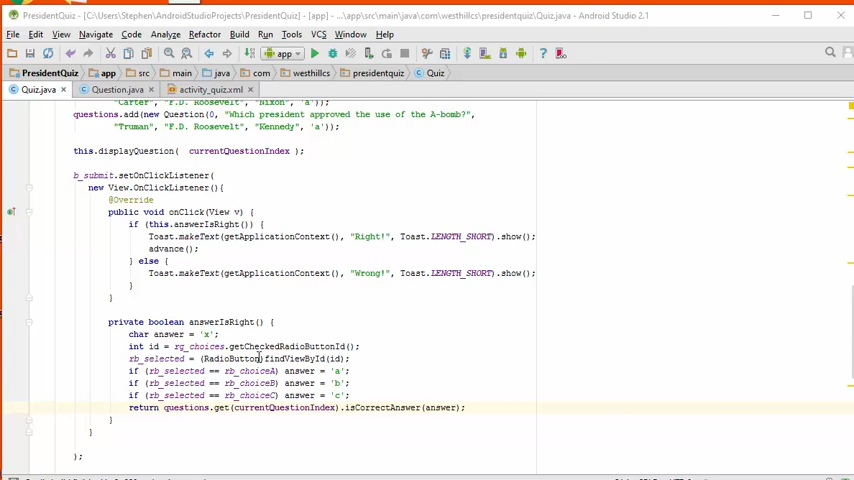 PresidentQuiz - [C:\Users\Stephen\AndroidStudioProjects\PresidentQuiz] - [app] - ...\app\src\main\java\com\westhillcs\presidentquiz\Quiz.java - Android Studio 2.1
File Edit View Navigate Code Analyze Refactor Build Run Tools VCS Window Help
app
PresidentQuiz app src main java com westhillcs presidentquiz Quiz
Quiz.java Question.java activity_quiz.xml
"Carter", "F.D. Roosevelt", "Nixon", 'a'));
questions.add(new Question(0, "Which president approved the use of the A-bomb?",
"Truman", "F.D. Roosevelt", "Kennedy", 'a'));
this.displayQuestion( currentQuestionIndex );
b_submit.setOnClickListener(
new View.OnClickListener(){
@Override
public void onClick(View v) {
if (this.answerIsRight()) {
Toast.makeText(getApplicationContext(), "Right!", Toast.LENGTH_SHORT).show();
advance();
} else {
Toast.makeText(getApplicationContext(), "Wrong!", Toast.LENGTH_SHORT).show();
}
}
private boolean answerIsRight() {
char answer = 'x';
int id = rg_choices.getCheckedRadioButtonId();
rb_selected = (RadioButton)findViewById(id);
if (rb_selected == rb_choiceA) answer = 'a';
if (rb_selected == rb_choiceB) answer = 'b';
if (rb_selected == rb_choiceC) answer = 'c';
return questions.get(currentQuestionIndex).isCorrectAnswer(answer);
}
}
);